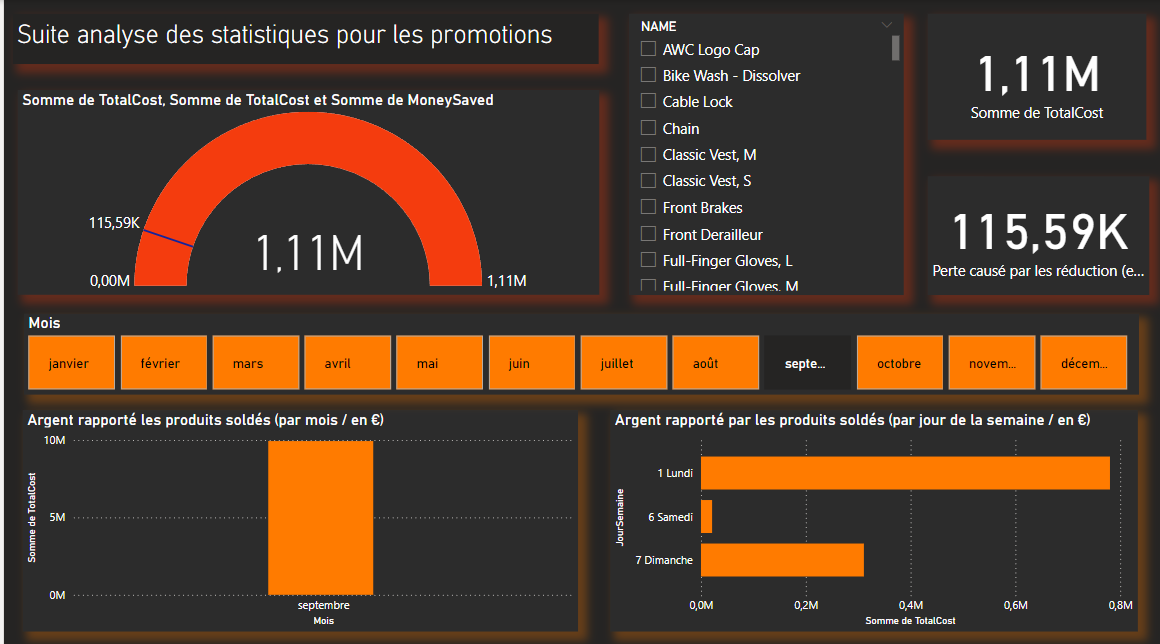 Suite analyse des statistiques pour les promotions
Somme de TotalCost, Somme de TotalCost et Somme de MoneySaved
115,59K
0,00M
1,11M
1,11M
NAME
AWC Logo Cap
Bike Wash - Dissolver
Cable Lock
Chain
Classic Vest, M
Classic Vest, S
Front Brakes
Front Derailleur
Full-Finger Gloves, L
Full-Finger Gloves, M
1,11M
Somme de TotalCost
115,59K
Perte causé par les réduction (e...
Mois
janvier
février
mars
avril
mai
juin
juillet
août
septe...
octobre
novem...
décem...
Argent rapporté les produits soldés (par mois / en €)
Somme de TotalCost
10M
5M
0M
septembre
Mois
Argent rapporté par les produits soldés (par jour de la semaine / en €)
JourSemaine
1 Lundi
6 Samedi
7 Dimanche
0,0M
0,2M
0,4M
0,6M
0,8M
Somme de TotalCost